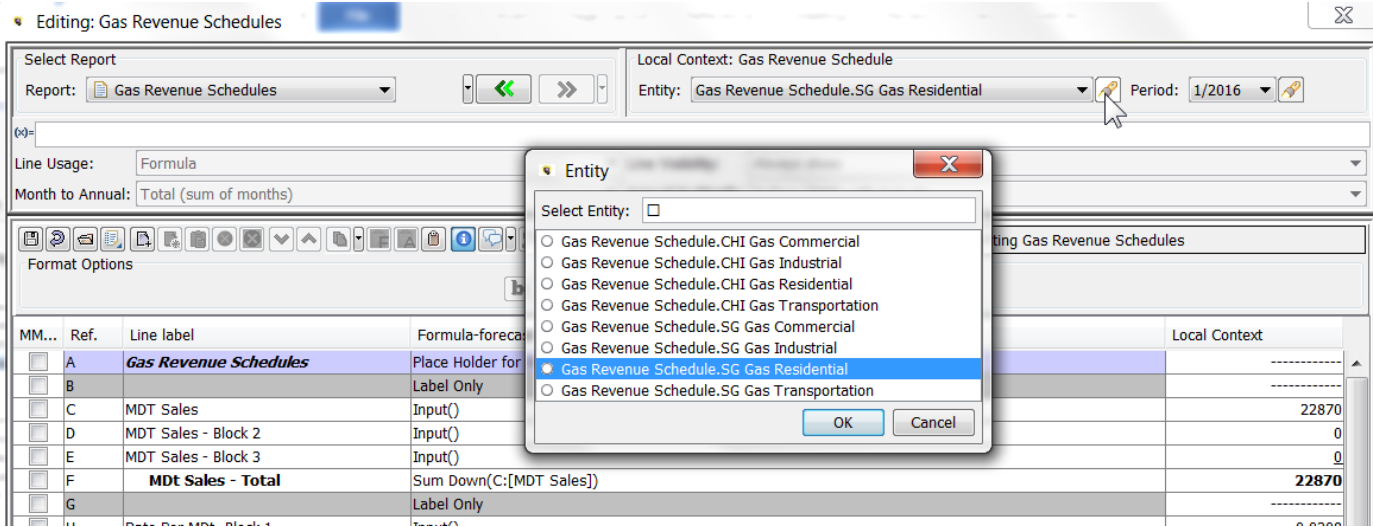 Editing: Gas Revenue Schedules
Select Report
Report: Gas Revenue Schedules
Local Context: Gas Revenue Schedule
Entity: Gas Revenue Schedule.SG Gas Residential
Period: 1/2016
(x)=
Line Usage: Formula
Month to Annual: Total (sum of months)
Entity
Select Entity:
Gas Revenue Schedule.CHI Gas Commercial
Gas Revenue Schedule.CHI Gas Industrial
Gas Revenue Schedule.CHI Gas Residential
Gas Revenue Schedule.CHI Gas Transportation
Gas Revenue Schedule.SG Gas Commercial
Gas Revenue Schedule.SG Gas Industrial
Gas Revenue Schedule.SG Gas Residential
Gas Revenue Schedule.SG Gas Transportation
OK Cancel
ting Gas Revenue Schedules
Format Options
b
MM... Ref. Line label Formula-foreca Local Context
A Gas Revenue Schedules Place Holder for ------------
B Label Only ------------
C MDT Sales Input() 22870
D MDT Sales - Block 2 Input() 0
E MDT Sales - Block 3 Input() 0
F MDt Sales - Total Sum Down(C:[MDT Sales]) 22870
G Label Only ------------